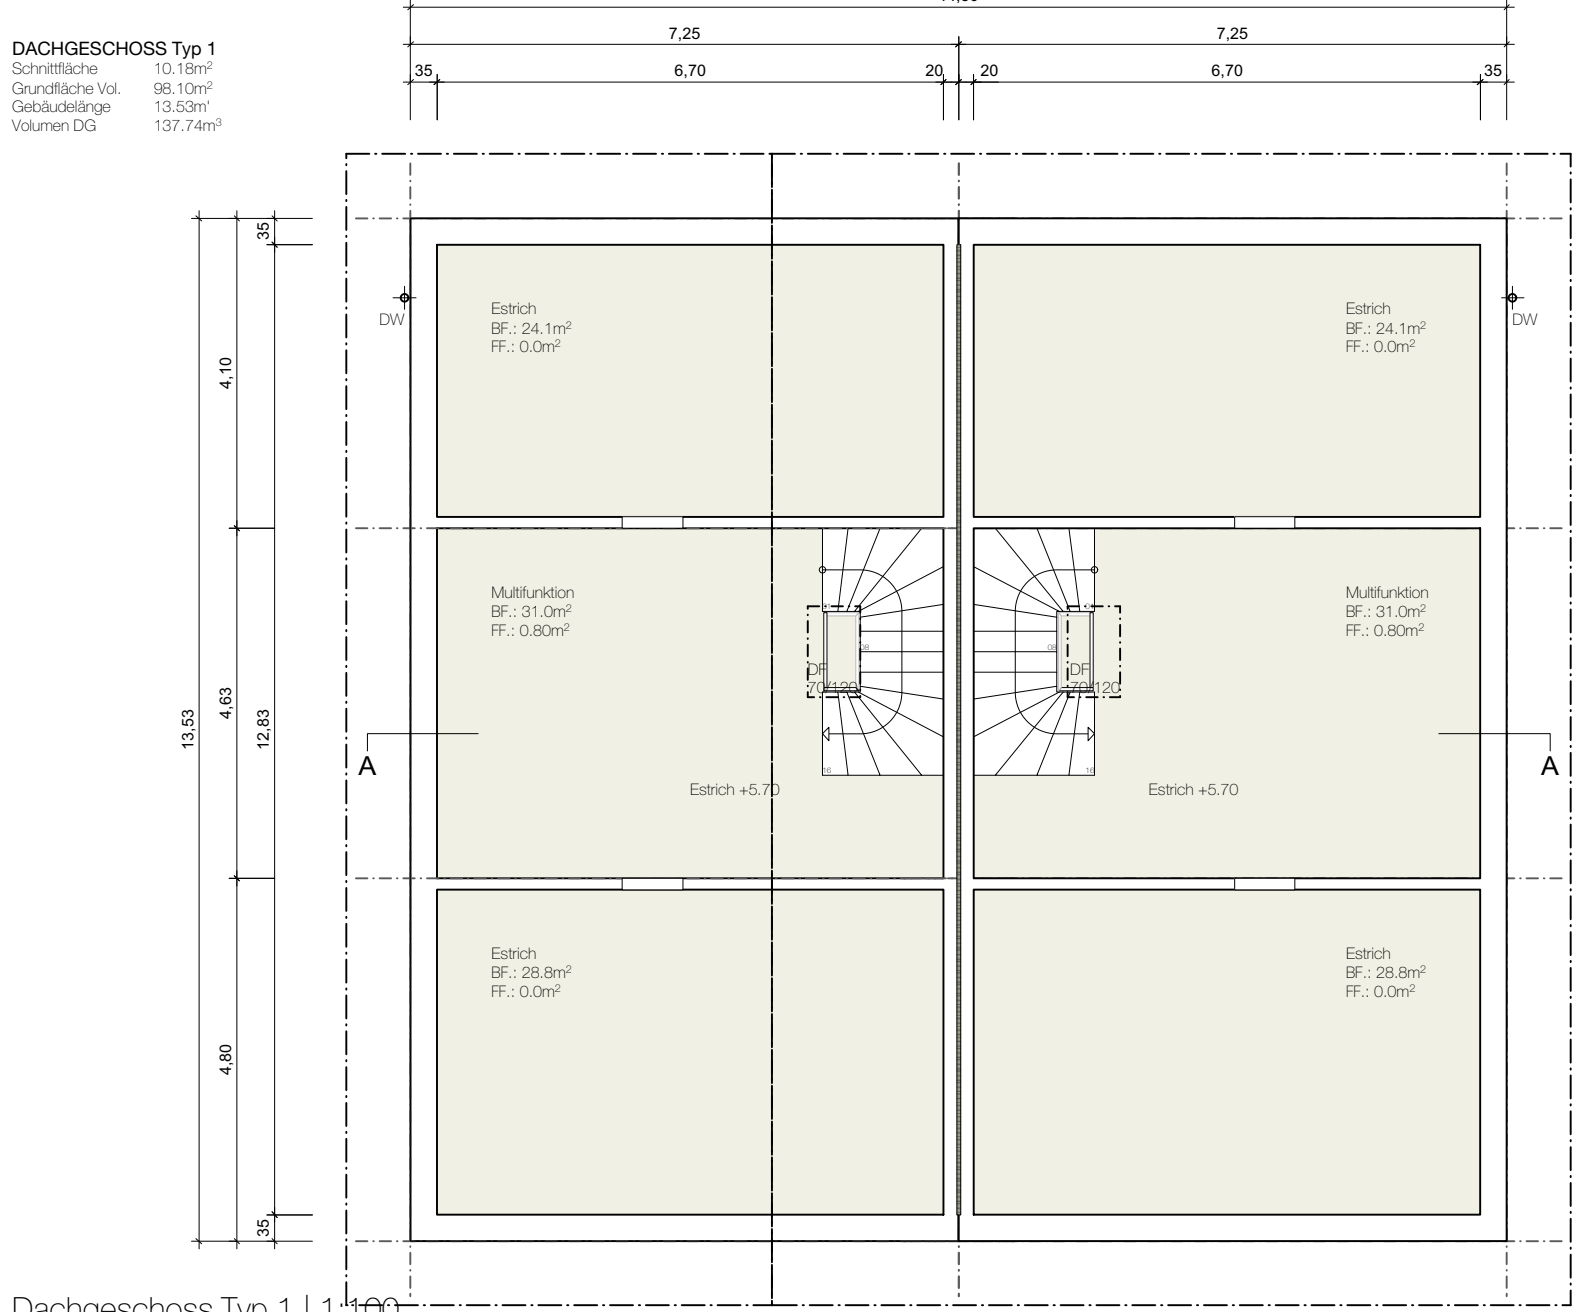 7,25
7,25
DACHGESCHOSS Typ 1
Schnittfläche 10.18m²
Grundfläche Vol. 98.10m²
Gebäudelänge 13.53m'
Volumen DG 137.74m³
35
6,70
20
20
6,70
35
35
DW
DW
Estrich
BF.: 24.1m²
FF.: 0.0m²
Estrich
BF.: 24.1m²
FF.: 0.0m²
4,10
Multifunktion
BF.: 31.0m²
FF.: 0.80m²
Multifunktion
BF.: 31.0m²
FF.: 0.80m²
08
08
DF
70/120
DF
70/120
13,53
4,63
12,83
A
A
16
16
Estrich +5.70
Estrich +5.70
Estrich
BF.: 28.8m²
FF.: 0.0m²
Estrich
BF.: 28.8m²
FF.: 0.0m²
4,80
35
Dachgeschoss Typ 1 | 1:100